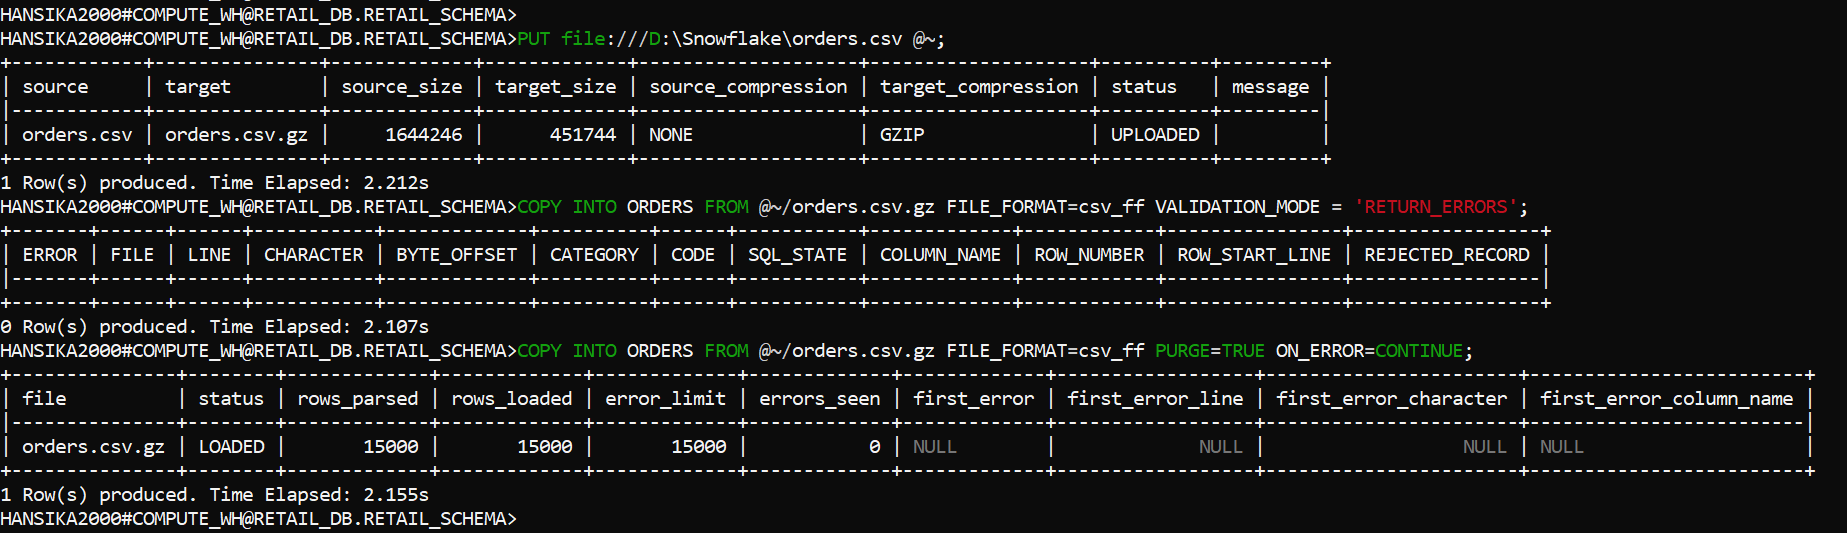 HANSIKA2000#COMPUTE_WH@RETAIL_DB.RETAIL_SCHEMA>
HANSIKA2000#COMPUTE_WH@RETAIL_DB.RETAIL_SCHEMA>PUT file:///D:\Snowflake\orders.csv @~;
+------------+---------------+-------------+-------------+--------------------+--------------------+----------+---------+
| source     | target        | source_size | target_size | source_compression | target_compression | status   | message |
|------------+---------------+-------------+-------------+--------------------+--------------------+----------+---------|
| orders.csv | orders.csv.gz |     1644246 |      451744 | NONE               | GZIP               | UPLOADED |         |
+------------+---------------+-------------+-------------+--------------------+--------------------+----------+---------+
1 Row(s) produced. Time Elapsed: 2.212s
HANSIKA2000#COMPUTE_WH@RETAIL_DB.RETAIL_SCHEMA>COPY INTO ORDERS FROM @~/orders.csv.gz FILE_FORMAT=csv_ff VALIDATION_MODE = 'RETURN_ERRORS';
+-------+------+------+-----------+-------------+----------+------+-----------+-------------+------------+----------------+-----------------+
| ERROR | FILE | LINE | CHARACTER | BYTE_OFFSET | CATEGORY | CODE | SQL_STATE | COLUMN_NAME | ROW_NUMBER | ROW_START_LINE | REJECTED_RECORD |
|-------+------+------+-----------+-------------+----------+------+-----------+-------------+------------+----------------+-----------------|
+-------+------+------+-----------+-------------+----------+------+-----------+-------------+------------+----------------+-----------------+
0 Row(s) produced. Time Elapsed: 2.107s
HANSIKA2000#COMPUTE_WH@RETAIL_DB.RETAIL_SCHEMA>COPY INTO ORDERS FROM @~/orders.csv.gz FILE_FORMAT=csv_ff PURGE=TRUE ON_ERROR=CONTINUE;
+---------------+--------+-------------+-------------+-------------+-------------+-------------+------------------+-----------------------+-------------------------+
| file          | status | rows_parsed | rows_loaded | error_limit | errors_seen | first_error | first_error_line | first_error_character | first_error_column_name |
|---------------+--------+-------------+-------------+-------------+-------------+-------------+------------------+-----------------------+-------------------------|
| orders.csv.gz | LOADED |       15000 |       15000 |       15000 |           0 | NULL        |             NULL |                  NULL | NULL                    |
+---------------+--------+-------------+-------------+-------------+-------------+-------------+------------------+-----------------------+-------------------------+
1 Row(s) produced. Time Elapsed: 2.155s
HANSIKA2000#COMPUTE_WH@RETAIL_DB.RETAIL_SCHEMA>